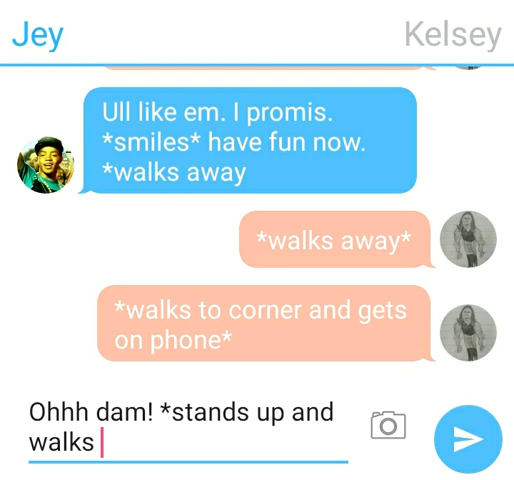 Jey Kelsey
Ull like em. I promis.
*smiles* have fun now.
*walks away
*walks away*
*walks to corner and gets
on phone*
Ohhh dam! *stands up and
walks